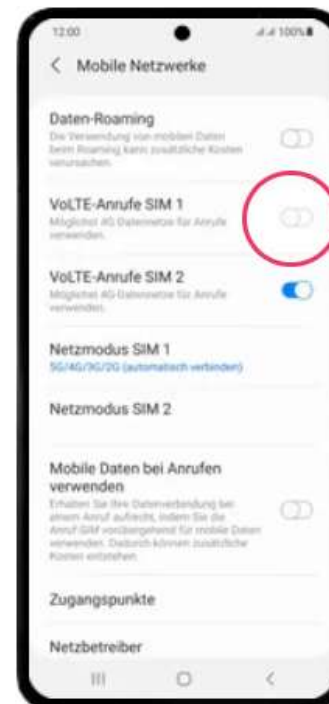 12:00
100%
Mobile Netzwerke
Daten-Roaming
Die Verwendung von mobilen Daten
beim Roaming kann zusätzliche Kosten
verursachen.
VoLTE-Anrufe SIM 1
Möglichst 4G Datennetze für Anrufe
verwenden.
VoLTE-Anrufe SIM 2
Möglichst 4G Datennetze für Anrufe
verwenden.
Netzmodus SIM 1
5G/4G/3G/2G (automatisch verbinden)
Netzmodus SIM 2
Mobile Daten bei Anrufen
verwenden
Erhalten Sie Ihre Datenverbindung bei
einem Anruf aufrecht, indem Sie die
Anruf-SIM vorübergehend für mobile Daten
verwenden. Dadurch können zusätzliche
Kosten entstehen.
Zugangspunkte
Netzbetreiber